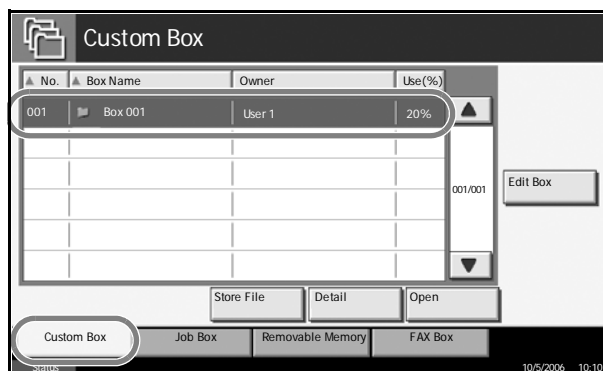 Custom Box
No. Box Name Owner Use(%)
001 Box 001 User 1 20%
001/001
Edit Box
Store File Detail Open
Custom Box Job Box Removable Memory FAX Box
Status 10/5/2006 10:10